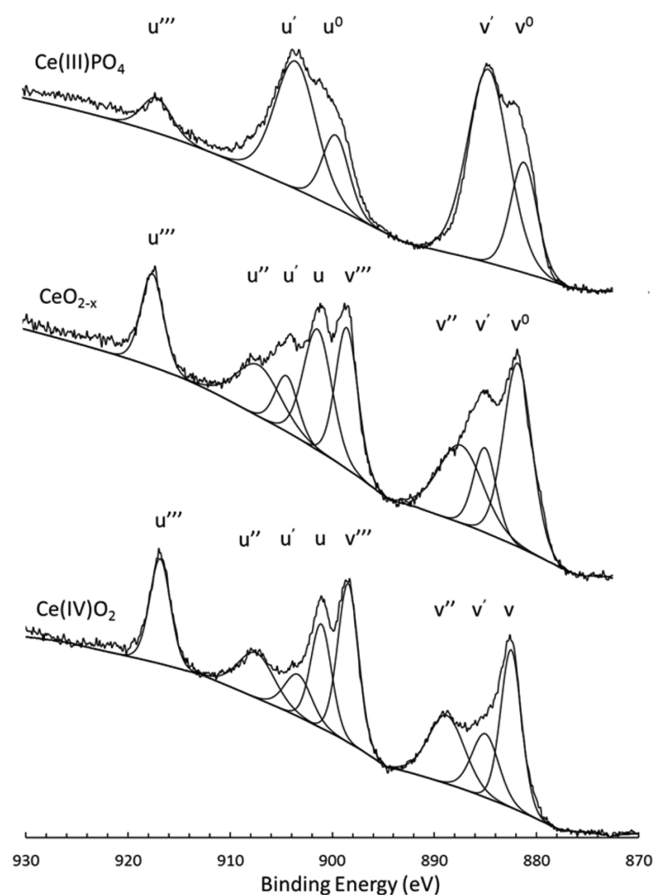 u′′′ u′ u⁰ v′ v⁰
Ce(III)PO₄
u′′′ u′′ u′ u v′′′ v′′ v′ v⁰
CeO₂₋ₓ
u′′′ u′′ u′ u v′′′ v′′ v′ v
Ce(IV)O₂
930 920 910 900 890 880 870
Binding Energy (eV)